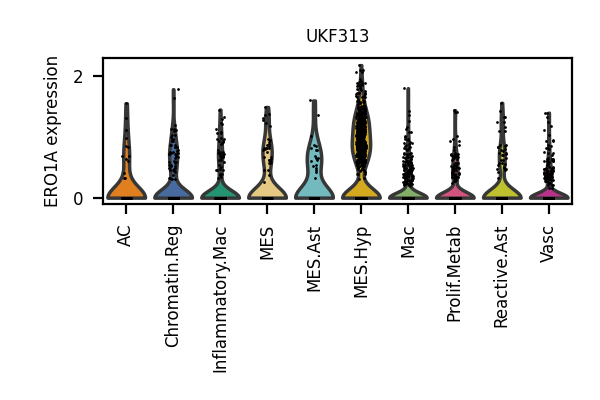 UKF313
ERO1A expression
2
0
AC
Chromatin.Reg
Inflammatory.Mac
MES
MES.Ast
MES.Hyp
Mac
Prolif.Metab
Reactive.Ast
Vasc